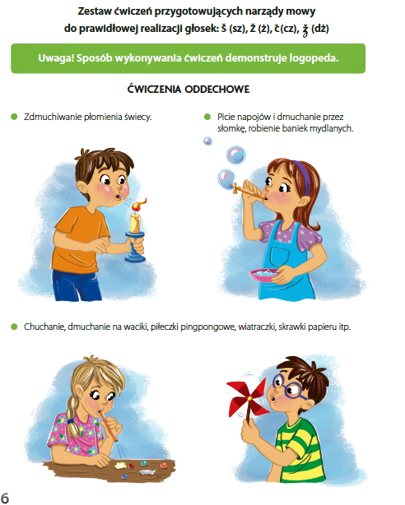 Zestaw ćwiczeń przygotowujących narządy mowy
do prawidłowej realizacji głosek: š (sz), ž (ż), č (cz), ǯ (dż)
Uwaga! Sposób wykonywania ćwiczeń demonstruje logopeda.
ĆWICZENIA ODDECHOWE
Zdmuchiwanie płomienia świecy.
Picie napojów i dmuchanie przez
słomkę, robienie baniek mydlanych.
Chuchanie, dmuchanie na waciki, piłeczki pingpongowe, wiatraczki, skrawki papieru itp.
6